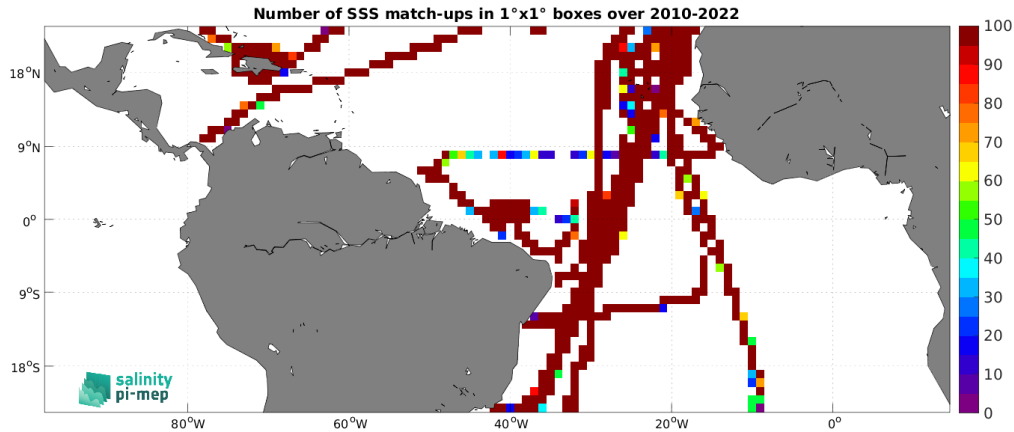 Number of SSS match-ups in 1°x1° boxes over 2010-2022
100
90
80
70
60
50
40
30
20
10
0
18°N
9°N
0°
9°S
18°S
80°W
60°W
40°W
20°W
0°
salinity
pi-mep